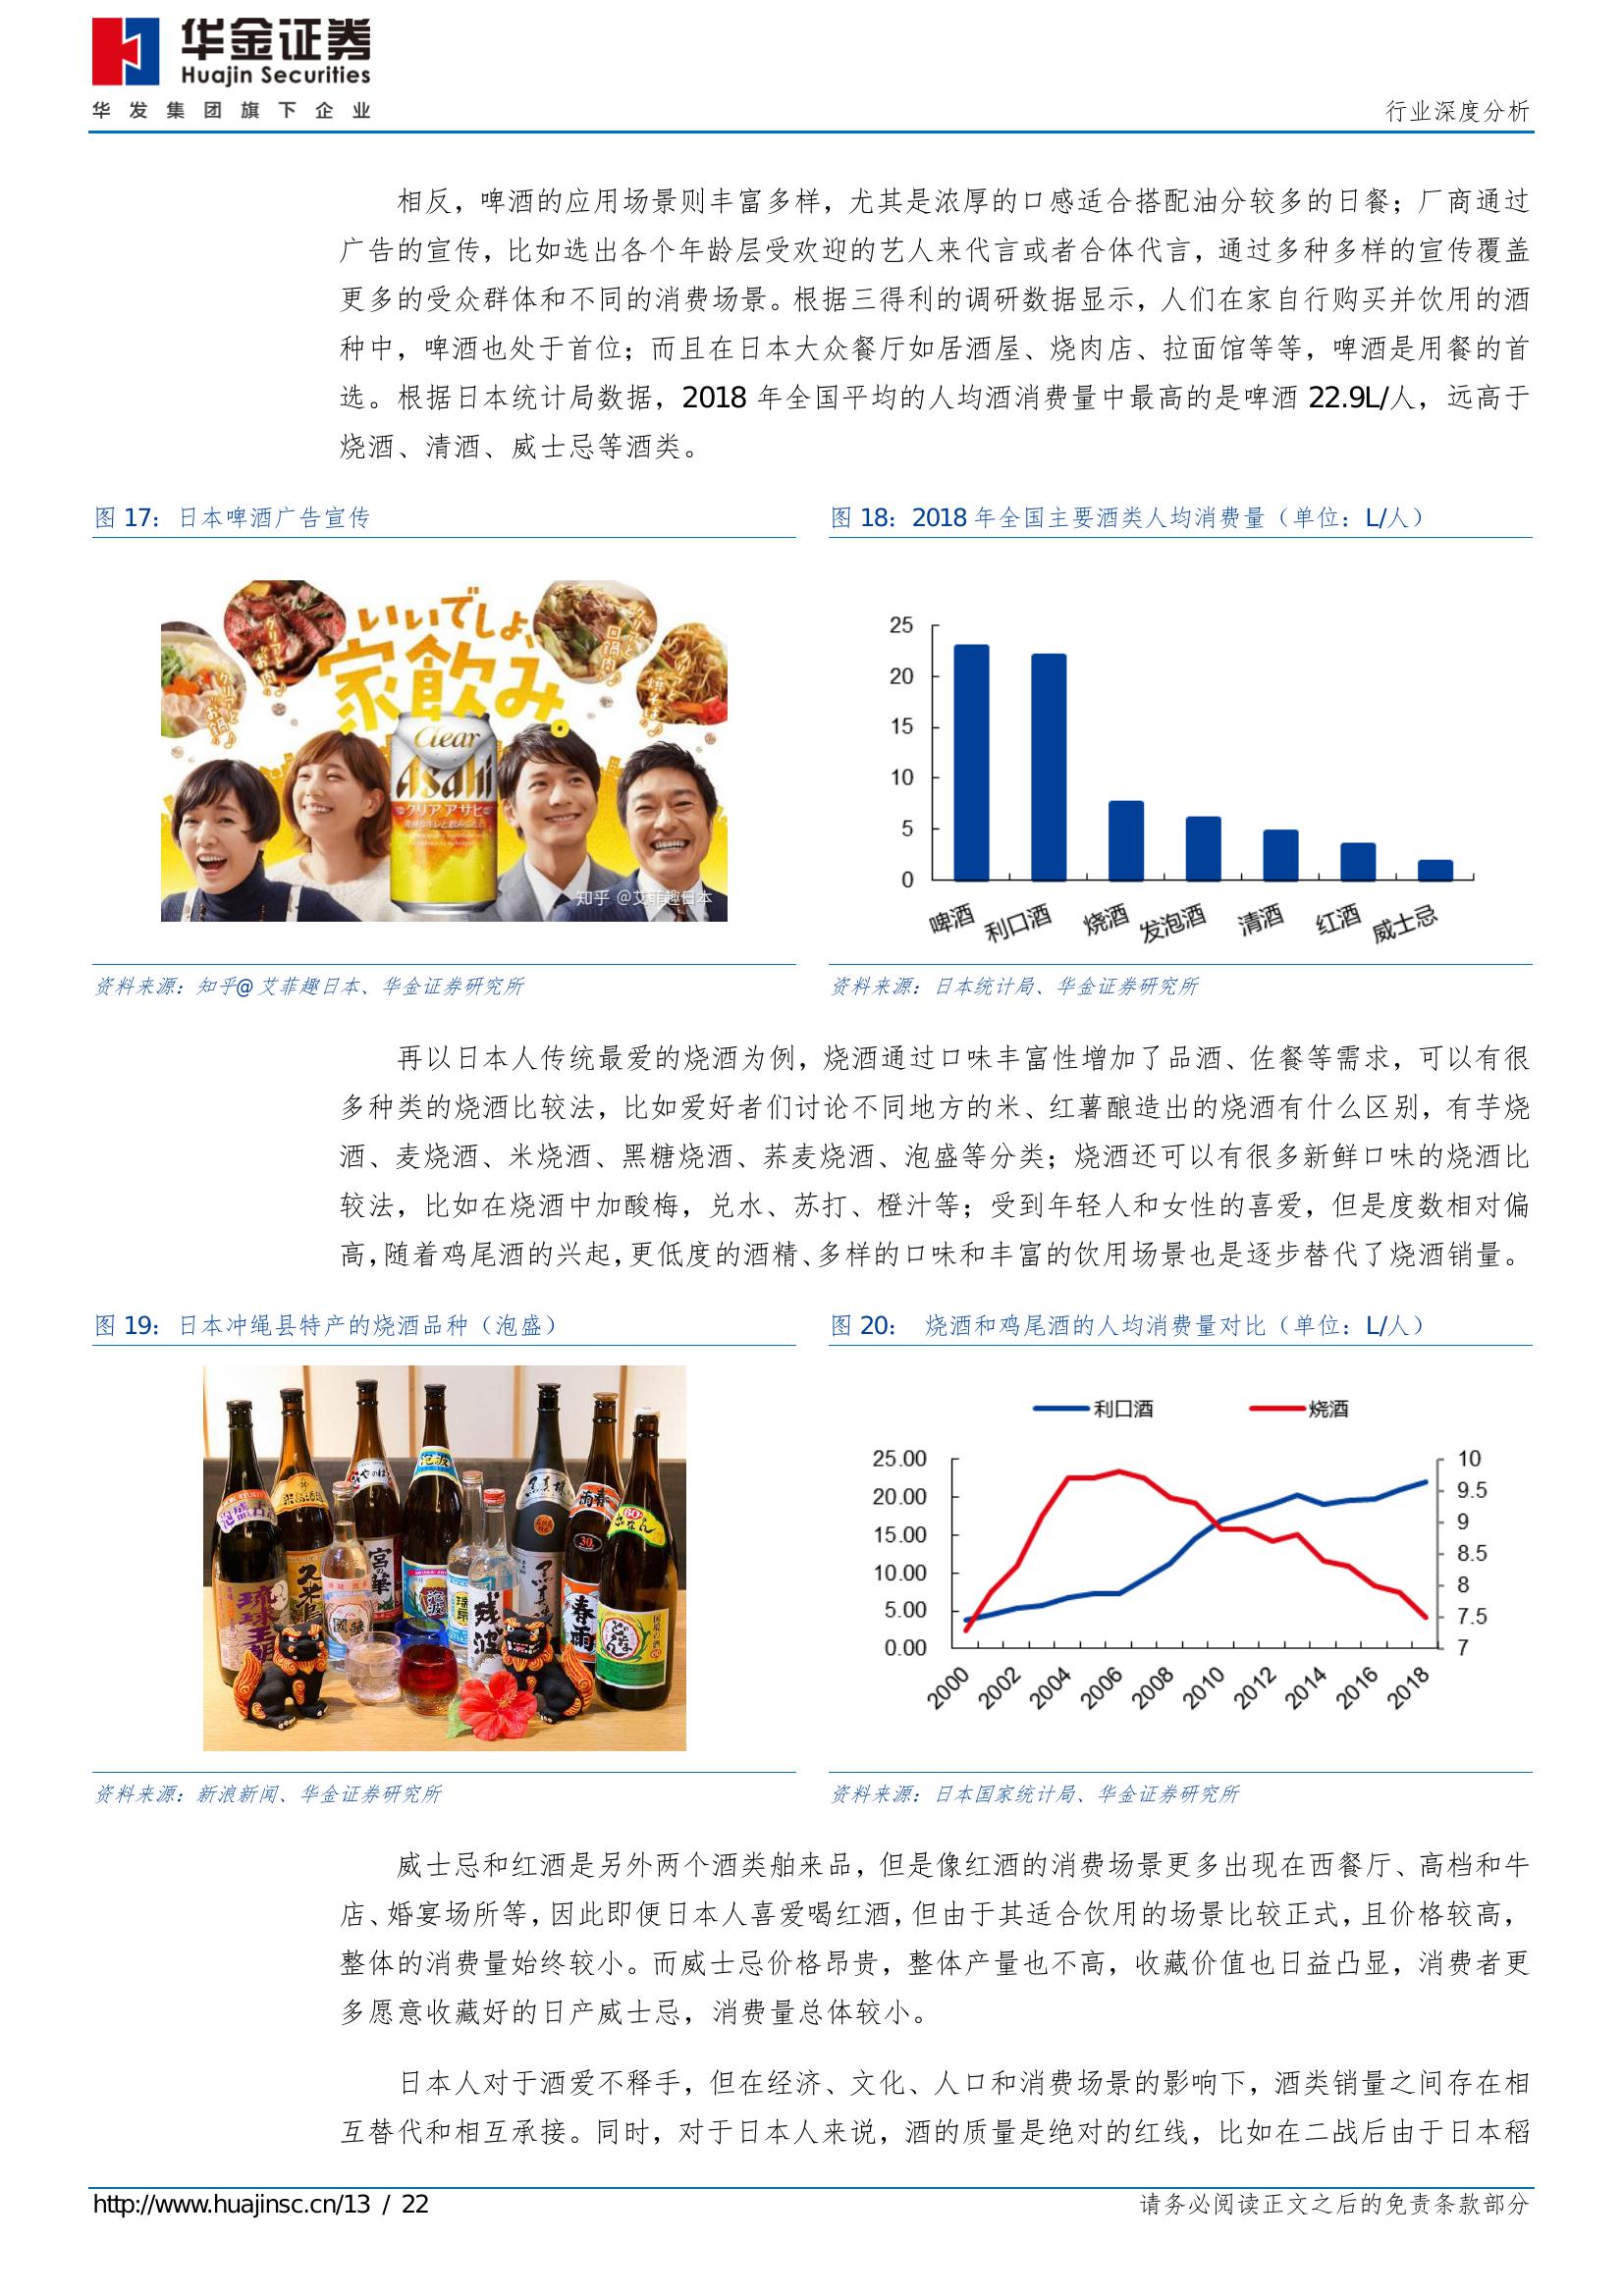 华金证券
Huajin Securities
华发集团旗下企业
行业深度分析
相反，啤酒的应用场景则丰富多样，尤其是浓厚的口感适合搭配油分较多的日餐；厂商通过
广告的宣传，比如选出各个年龄层受欢迎的艺人来代言或者合体代言，通过多种多样的宣传覆盖
更多的受众群体和不同的消费场景。根据三得利的调研数据显示，人们在家自行购买并饮用的酒
种中，啤酒也处于首位；而且在日本大众餐厅如居酒屋、烧肉店、拉面馆等等，啤酒是用餐的首
选。根据日本统计局数据，2018 年全国平均的人均酒消费量中最高的是啤酒 22.9L/人，远高于
烧酒、清酒、威士忌等酒类。
图 17：日本啤酒广告宣传
いいでしょ、
家飲み。
Clear
Asahi
クリアアサヒ
知乎 @艾菲趣日本
资料来源：知乎@艾菲趣日本、华金证券研究所
图 18：2018 年全国主要酒类人均消费量（单位：L/人）
25
20
15
10
5
0
啤酒 利口酒 烧酒 发泡酒 清酒 红酒 威士忌
资料来源：日本统计局、华金证券研究所
再以日本人传统最爱的烧酒为例，烧酒通过口味丰富性增加了品酒、佐餐等需求，可以有很
多种类的烧酒比较法，比如爱好者们讨论不同地方的米、红薯酿造出的烧酒有什么区别，有芋烧
酒、麦烧酒、米烧酒、黑糖烧酒、荞麦烧酒、泡盛等分类；烧酒还可以有很多新鲜口味的烧酒比
较法，比如在烧酒中加酸梅，兑水、苏打、橙汁等；受到年轻人和女性的喜爱，但是度数相对偏
高，随着鸡尾酒的兴起，更低度的酒精、多样的口味和丰富的饮用场景也是逐步替代了烧酒销量。
图 19：日本冲绳县特产的烧酒品种（泡盛）
琉球王朝
久米島
宮の華
残波
春雨
30
资料来源：新浪新闻、华金证券研究所
图 20： 烧酒和鸡尾酒的人均消费量对比（单位：L/人）
利口酒 烧酒
25.00
20.00
15.00
10.00
5.00
0.00
10
9.5
9
8.5
8
7.5
7
2000 2002 2004 2006 2008 2010 2012 2014 2016 2018
资料来源：日本国家统计局、华金证券研究所
威士忌和红酒是另外两个酒类舶来品，但是像红酒的消费场景更多出现在西餐厅、高档和牛
店、婚宴场所等，因此即便日本人喜爱喝红酒，但由于其适合饮用的场景比较正式，且价格较高，
整体的消费量始终较小。而威士忌价格昂贵，整体产量也不高，收藏价值也日益凸显，消费者更
多愿意收藏好的日产威士忌，消费量总体较小。
日本人对于酒爱不释手，但在经济、文化、人口和消费场景的影响下，酒类销量之间存在相
互替代和相互承接。同时，对于日本人来说，酒的质量是绝对的红线，比如在二战后由于日本稻
http://www.huajinsc.cn/13 / 22
请务必阅读正文之后的免责条款部分